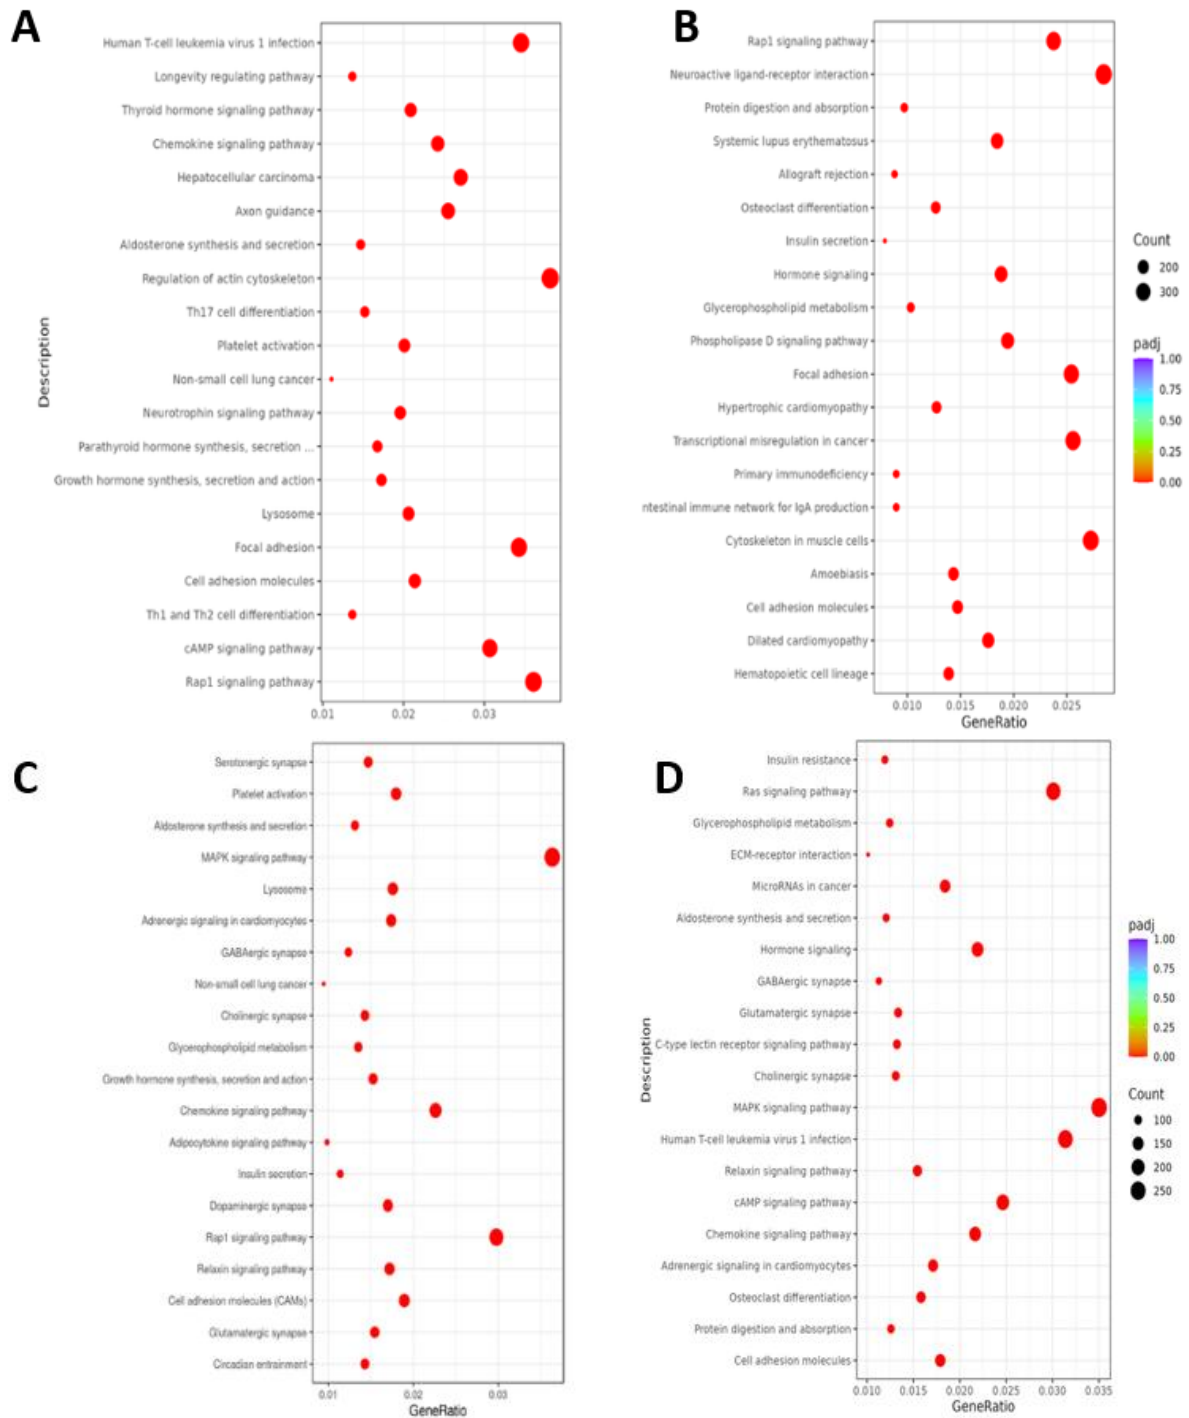 A
Human T-cell leukemia virus 1 infection
Longevity regulating pathway
Thyroid hormone signaling pathway
Chemokine signaling pathway
Hepatocellular carcinoma
Axon guidance
Aldosterone synthesis and secretion
Regulation of actin cytoskeleton
Th17 cell differentiation
Platelet activation
Non-small cell lung cancer
Neurotrophin signaling pathway
Parathyroid hormone synthesis, secretion ...
Growth hormone synthesis, secretion and action
Lysosome
Focal adhesion
Cell adhesion molecules
Th1 and Th2 cell differentiation
cAMP signaling pathway
Rap1 signaling pathway
Description
0.01 0.02 0.03
B
Rap1 signaling pathway
Neuroactive ligand-receptor interaction
Protein digestion and absorption
Systemic lupus erythematosus
Allograft rejection
Osteoclast differentiation
Insulin secretion
Hormone signaling
Glycerophospholipid metabolism
Phospholipase D signaling pathway
Focal adhesion
Hypertrophic cardiomyopathy
Transcriptional misregulation in cancer
Primary immunodeficiency
ntestinal immune network for IgA production
Cytoskeleton in muscle cells
Amoebiasis
Cell adhesion molecules
Dilated cardiomyopathy
Hematopoietic cell lineage
0.010 0.015 0.020 0.025
GeneRatio
Count
200
300
padj
1.00
0.75
0.50
0.25
0.00
C
Serotonergic synapse
Platelet activation
Aldosterone synthesis and secretion
MAPK signaling pathway
Lysosome
Adrenergic signaling in cardiomyocytes
GABAergic synapse
Non-small cell lung cancer
Cholinergic synapse
Glycerophospholipid metabolism
Growth hormone synthesis, secretion and action
Chemokine signaling pathway
Adipocytokine signaling pathway
Insulin secretion
Dopaminergic synapse
Rap1 signaling pathway
Relaxin signaling pathway
Cell adhesion molecules (CAMs)
Glutamatergic synapse
Circadian entrainment
0.01 0.02 0.03
GeneRatio
D
Insulin resistance
Ras signaling pathway
Glycerophospholipid metabolism
ECM-receptor interaction
MicroRNAs in cancer
Aldosterone synthesis and secretion
Hormone signaling
GABAergic synapse
Glutamatergic synapse
C-type lectin receptor signaling pathway
Cholinergic synapse
MAPK signaling pathway
Human T-cell leukemia virus 1 infection
Relaxin signaling pathway
cAMP signaling pathway
Chemokine signaling pathway
Adrenergic signaling in cardiomyocytes
Osteoclast differentiation
Protein digestion and absorption
Cell adhesion molecules
Description
0.010 0.015 0.020 0.025 0.030 0.035
GeneRatio
padj
1.00
0.75
0.50
0.25
0.00
Count
100
150
200
250